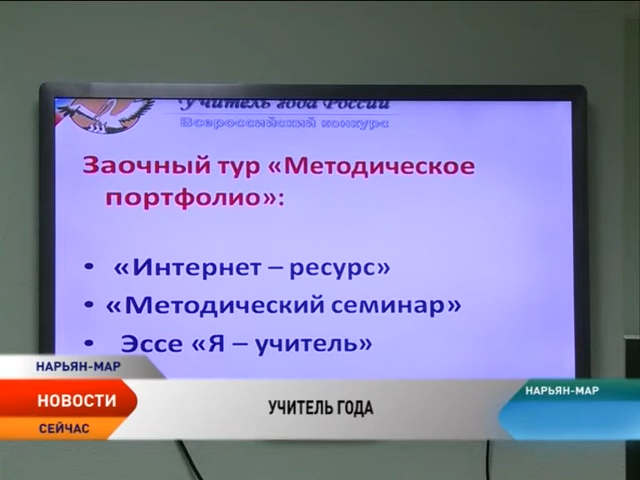 Учитель года России
Всероссийский конкурс
Заочный тур «Методическое
портфолио»:
• «Интернет – ресурс»
• «Методический семинар»
• Эссе «Я – учитель»
НАРЬЯН-МАР
НОВОСТИ
СЕЙЧАС
УЧИТЕЛЬ ГОДА
НАРЬЯН-МАР